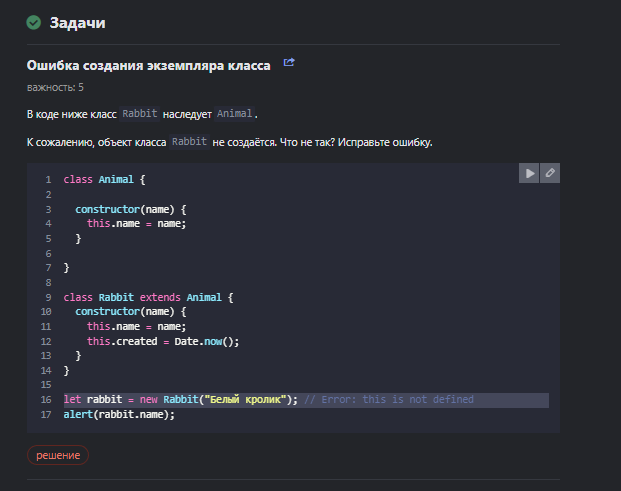 Задачи
Ошибка создания экземпляра класса
важность: 5
В коде ниже класс Rabbit наследует Animal.
К сожалению, объект класса Rabbit не создаётся. Что не так? Исправьте ошибку.
1 class Animal {
2
3   constructor(name) {
4     this.name = name;
5   }
6
7 }
8
9 class Rabbit extends Animal {
10   constructor(name) {
11     this.name = name;
12     this.created = Date.now();
13   }
14 }
15
16 let rabbit = new Rabbit("Белый кролик"); // Error: this is not defined
17 alert(rabbit.name);
решение